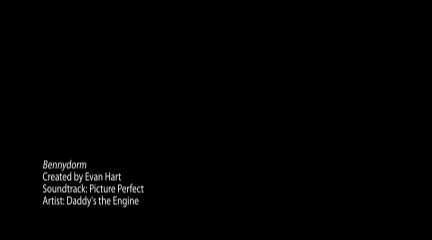 Bennydorm
Created by Evan Hart
Soundtrack: Picture Perfect
Artist: Daddy's the Engine